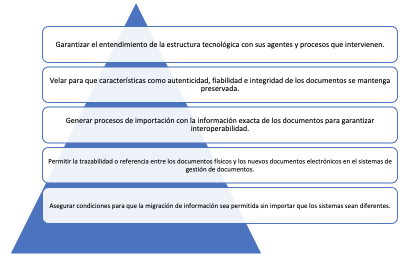 Garantizar el entendimiento de la estructura tecnológica con sus agentes y procesos que intervienen.
Velar para que características como autenticidad, fiabilidad e integridad de los documentos se mantenga
preservada.
Generar procesos de importación con la información exacta de los documentos para garantizar
interoperabilidad.
Permitir la trazabilidad o referencia entre los documentos físicos y los nuevos documentos electrónicos en el sistemas de
gestión de documentos.
Asegurar condiciones para que la migración de información sea permitida sin importar que los sistemas sean diferentes.